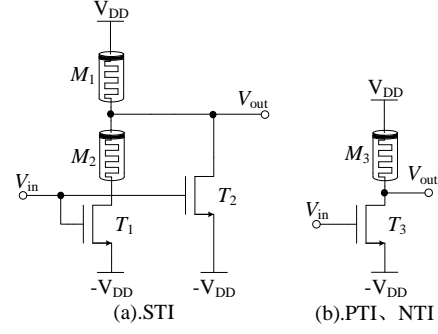 V_DD
M_1
V_out
M_2
V_in
T_1
T_2
-V_DD
-V_DD
(a).STI
V_DD
M_3
V_out
V_in
T_3
-V_DD
(b).PTI、NTI